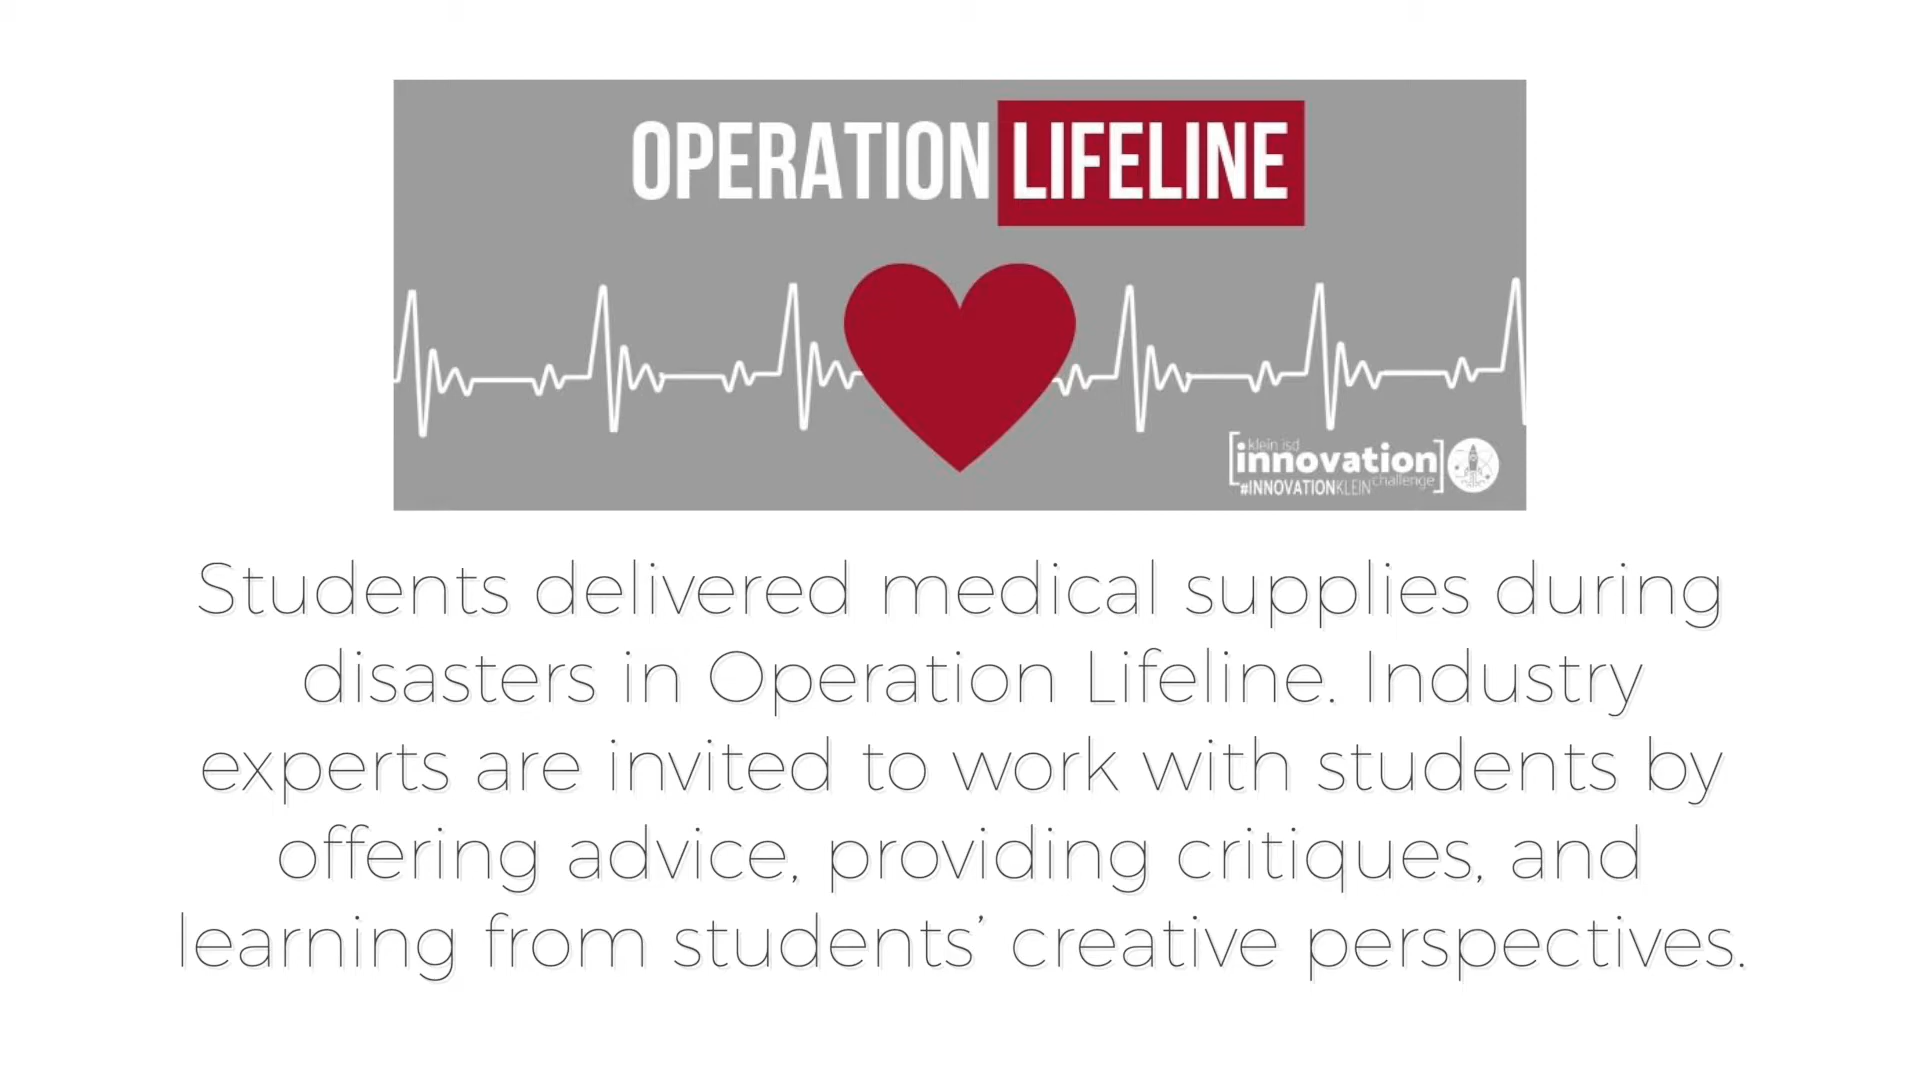 OPERATION LIFELINE
klein isd
innovation
challenge
#INNOVATIONKLEIN
Students delivered medical supplies during
disasters in Operation Lifeline. Industry
experts are invited to work with students by
offering advice, providing critiques, and
learning from students’ creative perspectives.